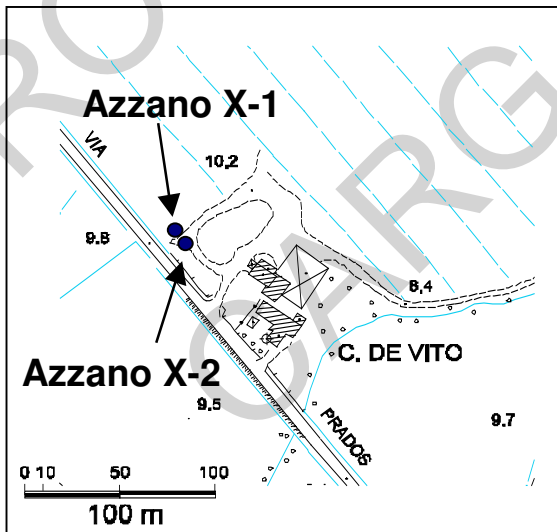 Azzano X-1
VIA
10,2
9.8
8,4
C. DE VITO
Azzano X-2
9.5
9.7
PRADOS
0 10 50 100
100 m
CARG